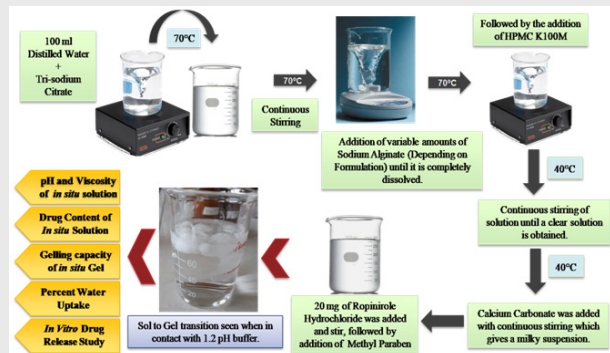 100 ml
Distilled Water
+
Tri-sodium
Citrate
70°C
Continuous
Stirring
70°C
Addition of variable amounts of
Sodium Alginate (Depending on
Formulation) until it is completely
dissolved.
70°C
Followed by the addition
of HPMC K100M
40°C
Continuous stirring of
solution until a clear solution
is obtained.
40°C
Calcium Carbonate was added
with continuous stirring which
gives a milky suspension.
20 mg of Ropinirole
Hydrochloride was added
and stir, followed by
addition of Methyl Paraben
Sol to Gel transition seen when in
contact with 1.2 pH buffer.
pH and Viscosity
of in situ solution
Drug Content of
In situ Solution
Gelling capacity
of in situ Gel
Percent Water
Uptake
In Vitro Drug
Release Study